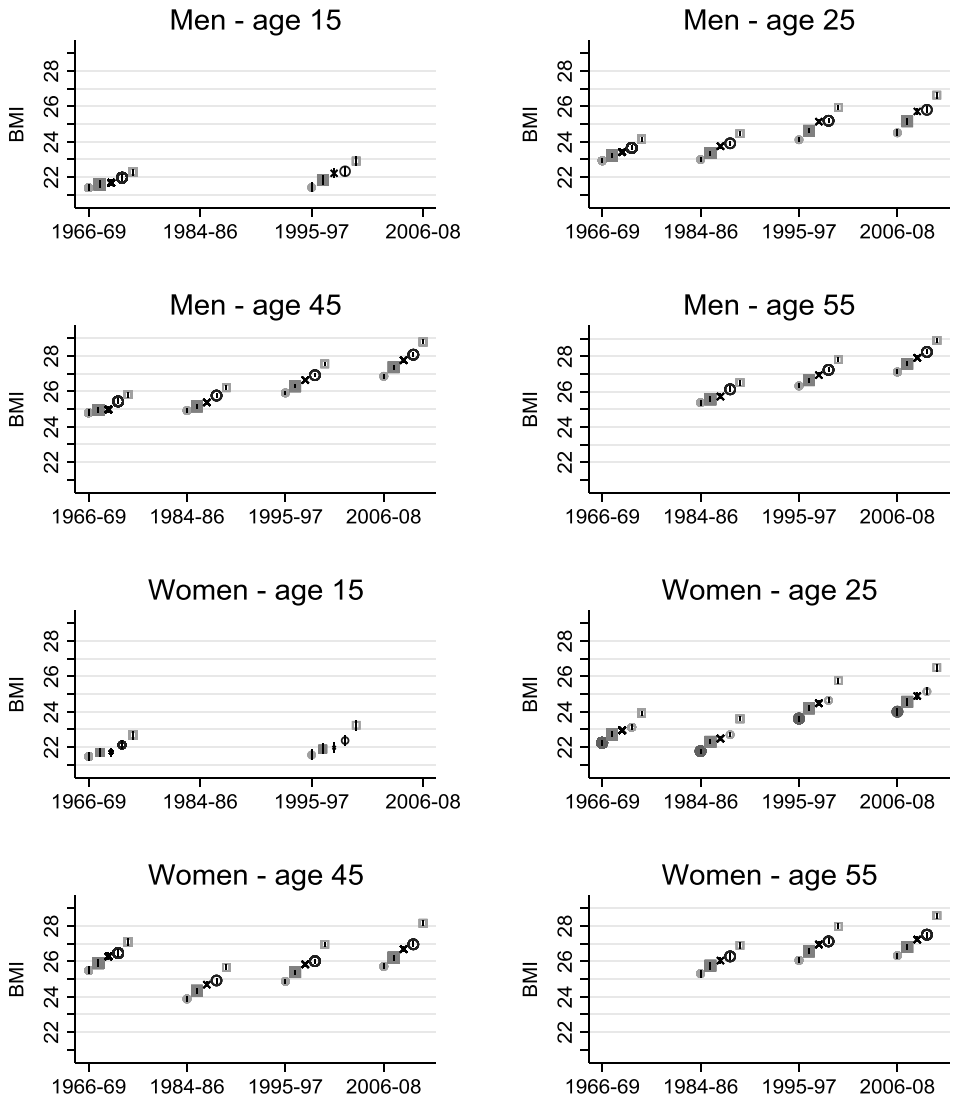 Men - age 15
BMI
28
26
24
22
1966-69 1984-86 1995-97 2006-08
Men - age 25
BMI
28
26
24
22
1966-69 1984-86 1995-97 2006-08
Men - age 45
BMI
28
26
24
22
1966-69 1984-86 1995-97 2006-08
Men - age 55
BMI
28
26
24
22
1966-69 1984-86 1995-97 2006-08
Women - age 15
BMI
28
26
24
22
1966-69 1984-86 1995-97 2006-08
Women - age 25
BMI
28
26
24
22
1966-69 1984-86 1995-97 2006-08
Women - age 45
BMI
28
26
24
22
1966-69 1984-86 1995-97 2006-08
Women - age 55
BMI
28
26
24
22
1966-69 1984-86 1995-97 2006-08